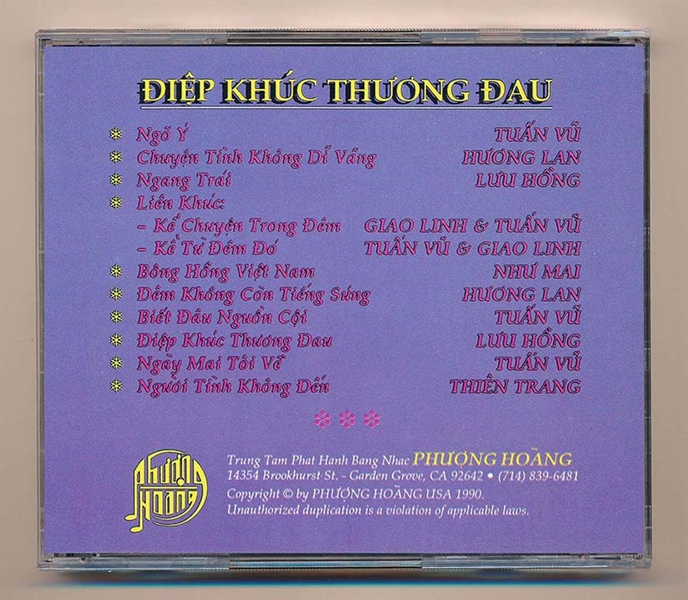 ĐIỆP KHÚC THƯƠNG ĐAU
Ngỏ Ý TUẤN VŨ
Chuyện Tình Không Dĩ Vãng HƯƠNG LAN
Ngang Trái LƯU HỒNG
Liên Khúc:
- Kể Chuyện Trong Đêm GIAO LINH & TUẤN VŨ
- Kể Từ Đêm Đó TUẤN VŨ & GIAO LINH
Bông Hồng Việt Nam NHƯ MAI
Đêm Không Còn Tiếng Súng HƯƠNG LAN
Biết Đâu Nguồn Cội TUẤN VŨ
Điệp Khúc Thương Đau LƯU HỒNG
Ngày Mai Tôi Về TUẤN VŨ
Người Tình Không Đến THIÊN TRANG
Phượng Hoàng
Trung Tam Phat Hanh Bang Nhac PHƯỢNG HOÀNG
14354 Brookhurst St. - Garden Grove, CA 92642 • (714) 839-6481
Copyright © by PHƯỢNG HOÀNG USA 1990.
Unauthorized duplication is a violation of applicable laws.